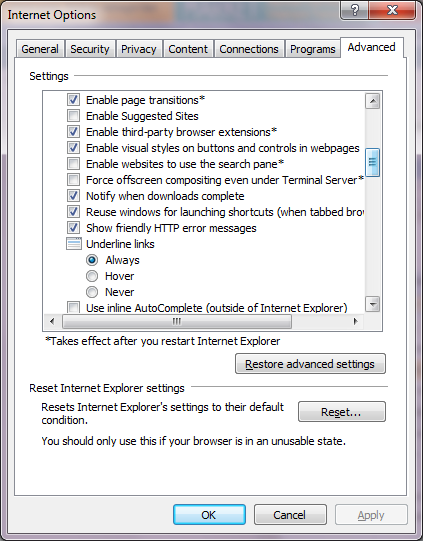 Internet Options
?
General Security Privacy Content Connections Programs Advanced
Settings
Enable page transitions*
Enable Suggested Sites
Enable third-party browser extensions*
Enable visual styles on buttons and controls in webpages
Enable websites to use the search pane*
Force offscreen compositing even under Terminal Server*
Notify when downloads complete
Reuse windows for launching shortcuts (when tabbed brow
Show friendly HTTP error messages
Underline links
Always
Hover
Never
Use inline AutoComplete (outside of Internet Explorer)
*Takes effect after you restart Internet Explorer
Restore advanced settings
Reset Internet Explorer settings
Resets Internet Explorer's settings to their default
condition.
Reset...
You should only use this if your browser is in an unusable state.
OK Cancel Apply